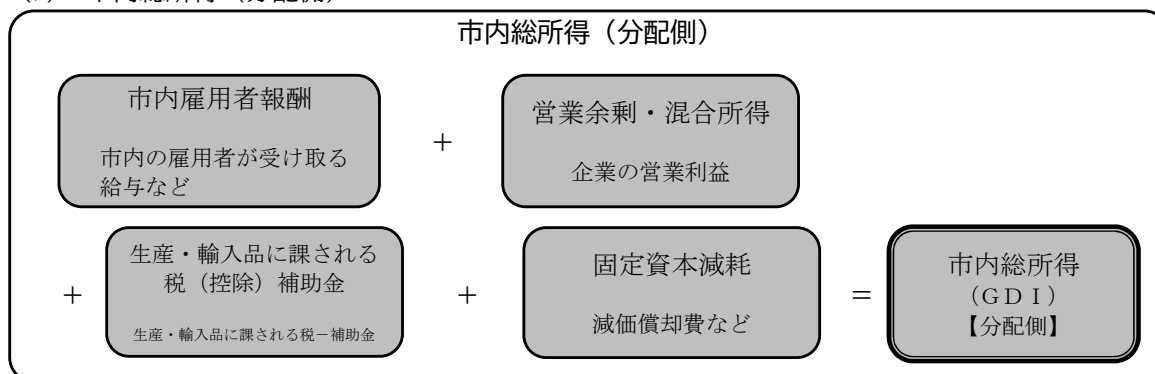 市内総所得（分配側）
市内雇用者報酬
市内の雇用者が受け取る
給与など
＋
営業余剰・混合所得
企業の営業利益
＋
生産・輸入品に課される
税（控除）補助金
生産・輸入品に課される税－補助金
＋
固定資本減耗
減価償却費など
＝
市内総所得
（ＧＤＩ）
【分配側】